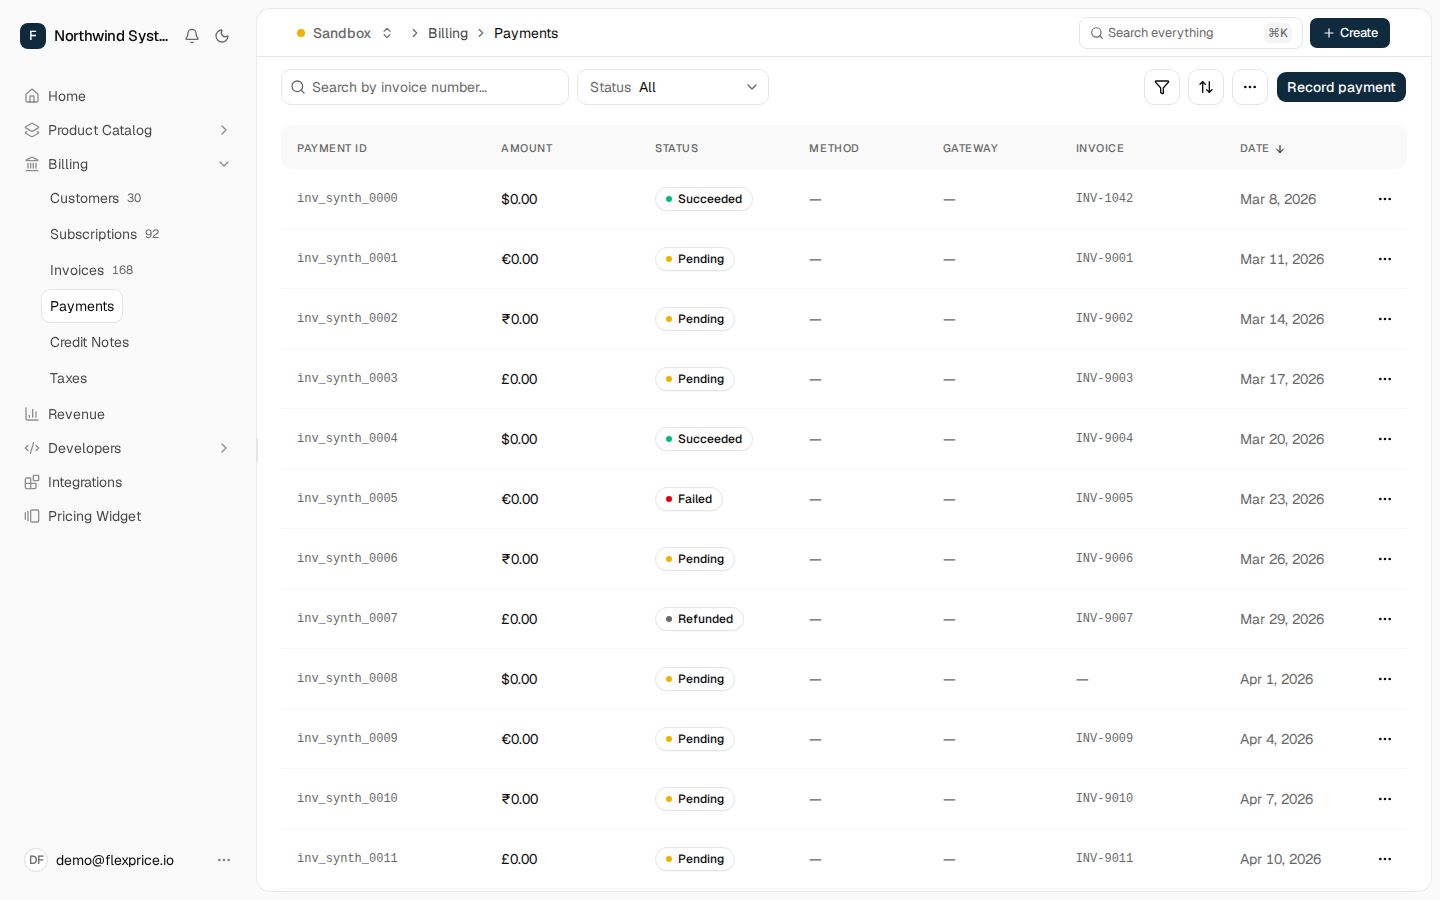 F Northwind Syst...
Sandbox Billing Payments
Search everything ⌘K
+ Create
Home
Product Catalog
Billing
Customers 30
Subscriptions 92
Invoices 168
Payments
Credit Notes
Taxes
Revenue
Developers
Integrations
Pricing Widget
DF demo@flexprice.io
Search by invoice number...
Status All
Record payment
PAYMENT ID AMOUNT STATUS METHOD GATEWAY INVOICE DATE ↓
inv_synth_0000 $0.00 Succeeded — — INV-1042 Mar 8, 2026
inv_synth_0001 €0.00 Pending — — INV-9001 Mar 11, 2026
inv_synth_0002 ₹0.00 Pending — — INV-9002 Mar 14, 2026
inv_synth_0003 £0.00 Pending — — INV-9003 Mar 17, 2026
inv_synth_0004 $0.00 Succeeded — — INV-9004 Mar 20, 2026
inv_synth_0005 €0.00 Failed — — INV-9005 Mar 23, 2026
inv_synth_0006 ₹0.00 Pending — — INV-9006 Mar 26, 2026
inv_synth_0007 £0.00 Refunded — — INV-9007 Mar 29, 2026
inv_synth_0008 $0.00 Pending — — — Apr 1, 2026
inv_synth_0009 €0.00 Pending — — INV-9009 Apr 4, 2026
inv_synth_0010 ₹0.00 Pending — — INV-9010 Apr 7, 2026
inv_synth_0011 £0.00 Pending — — INV-9011 Apr 10, 2026